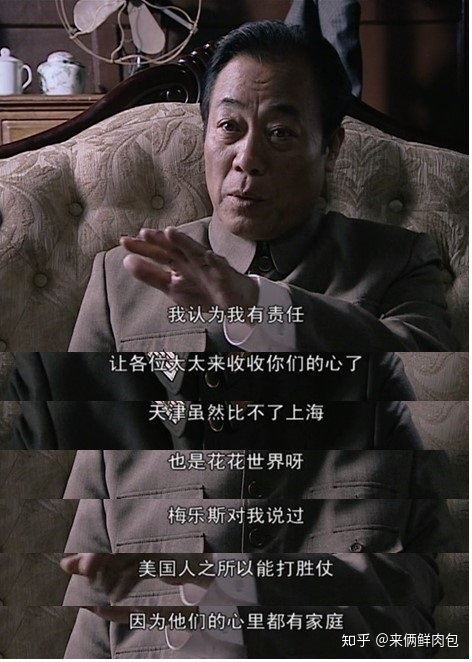 我认为我有责任
让各位太太来收收你们的心了
天津虽然比不了上海
也是花花世界呀
梅乐斯对我说过
美国人之所以能打胜仗
因为他们的心里都有家庭
知乎 @来俩鲜肉包